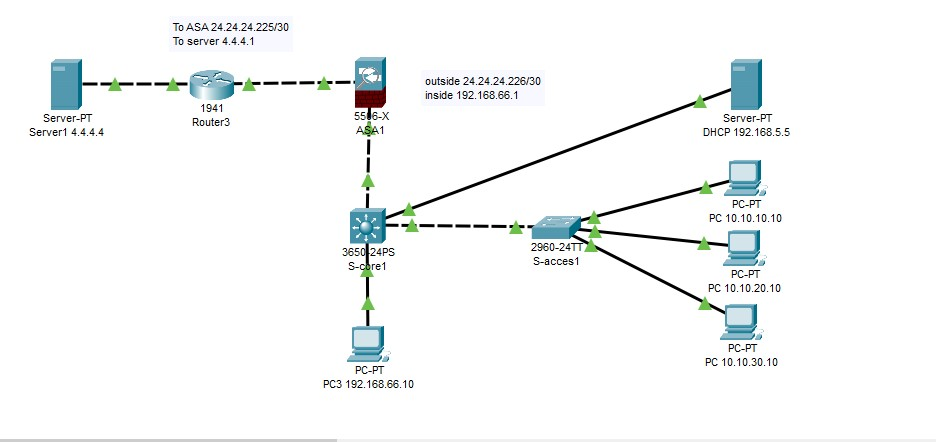 To ASA 24.24.24.225/30
To server 4.4.4.1
outside 24.24.24.226/30
inside 192.168.66.1
Server-PT
Server1 4.4.4.4
1941
Router3
5506-X
ASA1
Server-PT
DHCP 192.168.5.5
PC-PT
PC 10.10.10.10
3650-24PS
S-core1
2960-24TT
S-acces1
PC-PT
PC 10.10.20.10
PC-PT
PC 10.10.30.10
PC-PT
PC3 192.168.66.10